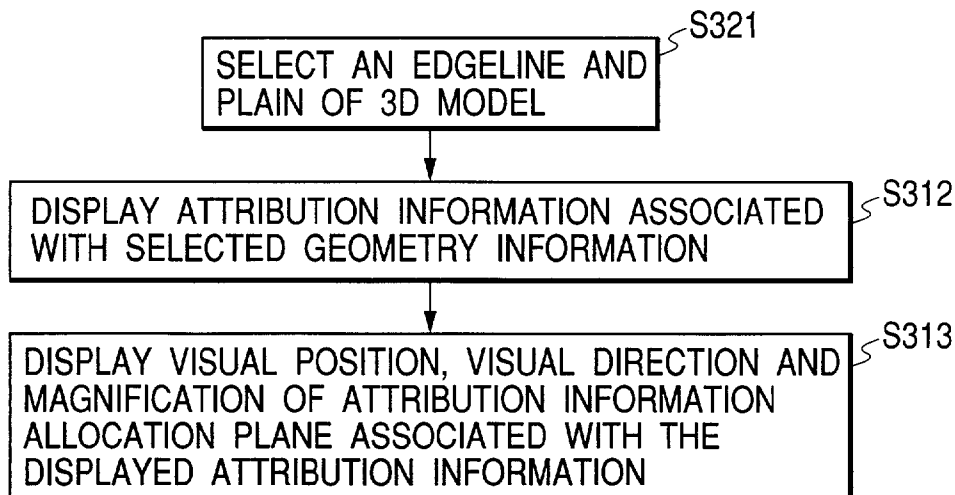 S321
SELECT AN EDGELINE AND
PLAIN OF 3D MODEL
S312
DISPLAY ATTRIBUTION INFORMATION ASSOCIATED
WITH SELECTED GEOMETRY INFORMATION
S313
DISPLAY VISUAL POSITION, VISUAL DIRECTION AND
MAGNIFICATION OF ATTRIBUTION INFORMATION
ALLOCATION PLANE ASSOCIATED WITH THE
DISPLAYED ATTRIBUTION INFORMATION